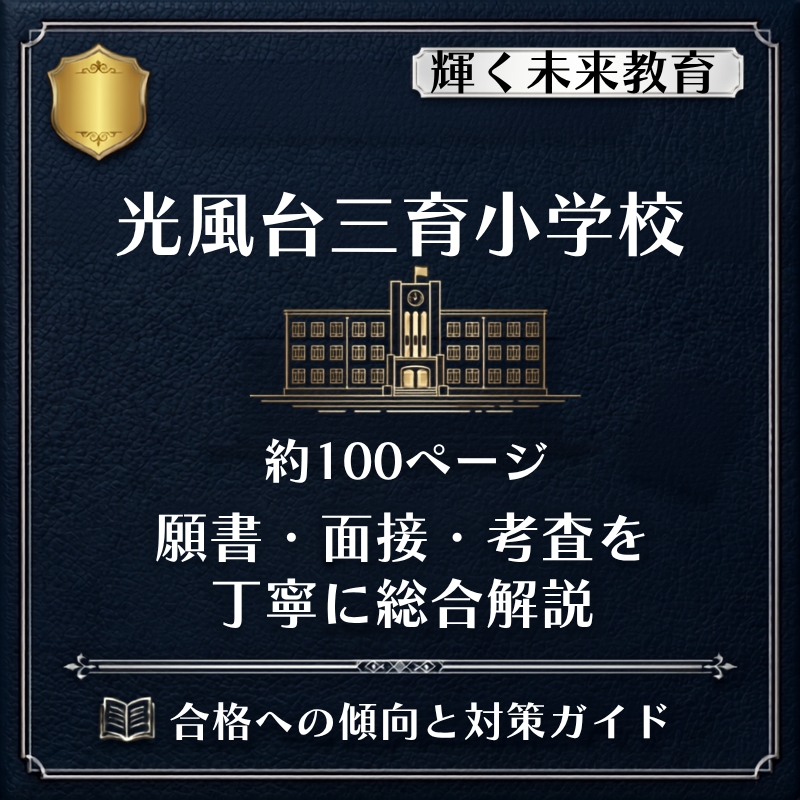 輝く未来教育
光風台三育小学校
約100ページ
願書・面接・考査を
丁寧に総合解説
合格への傾向と対策ガイド